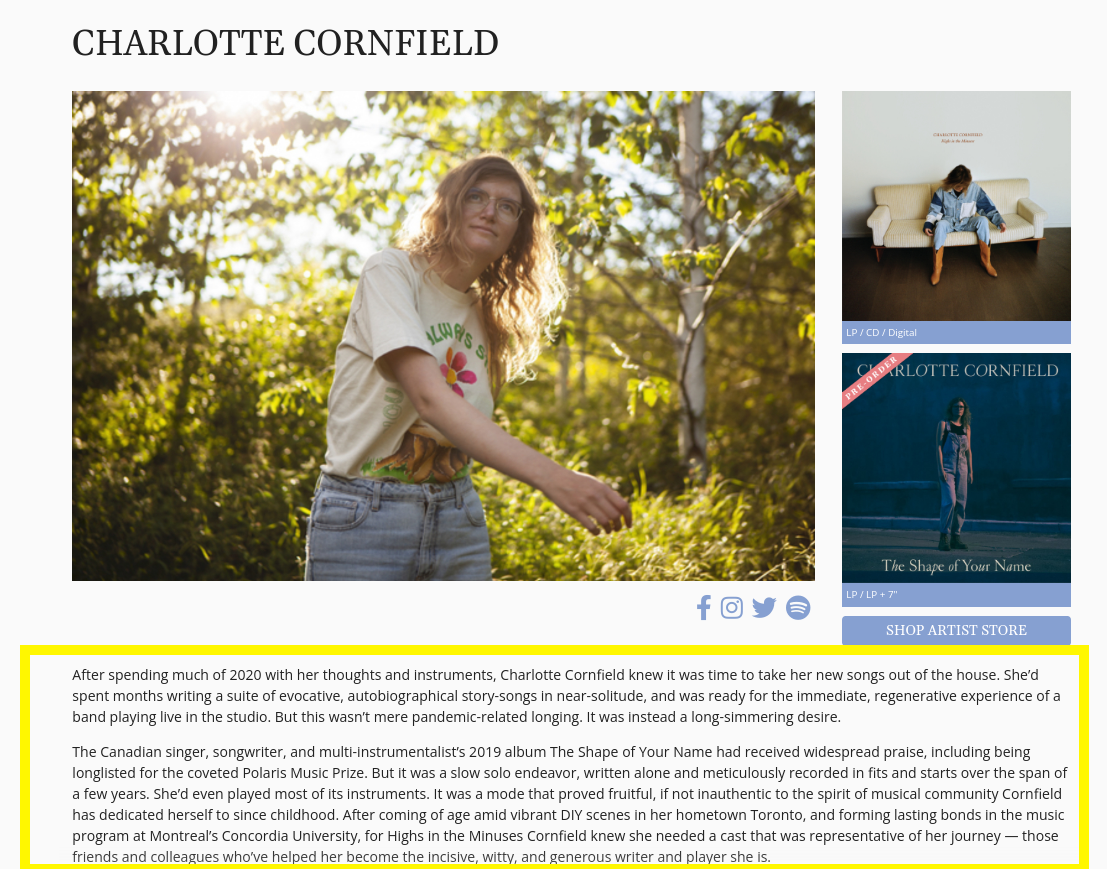 CHARLOTTE CORNFIELD
ALWAYS S
CHARLOTTE CORNFIELD
Highs in the Minuses
LP / CD / Digital
PRE-ORDER
CHARLOTTE CORNFIELD
The Shape of Your Name
LP / LP + 7"
SHOP ARTIST STORE
After spending much of 2020 with her thoughts and instruments, Charlotte Cornfield knew it was time to take her new songs out of the house. She’d
spent months writing a suite of evocative, autobiographical story-songs in near-solitude, and was ready for the immediate, regenerative experience of a
band playing live in the studio. But this wasn’t mere pandemic-related longing. It was instead a long-simmering desire.
The Canadian singer, songwriter, and multi-instrumentalist’s 2019 album The Shape of Your Name had received widespread praise, including being
longlisted for the coveted Polaris Music Prize. But it was a slow solo endeavor, written alone and meticulously recorded in fits and starts over the span of
a few years. She’d even played most of its instruments. It was a mode that proved fruitful, if not inauthentic to the spirit of musical community Cornfield
has dedicated herself to since childhood. After coming of age amid vibrant DIY scenes in her hometown Toronto, and forming lasting bonds in the music
program at Montreal’s Concordia University, for Highs in the Minuses Cornfield knew she needed a cast that was representative of her journey — those
friends and colleagues who’ve helped her become the incisive, witty, and generous writer and player she is.